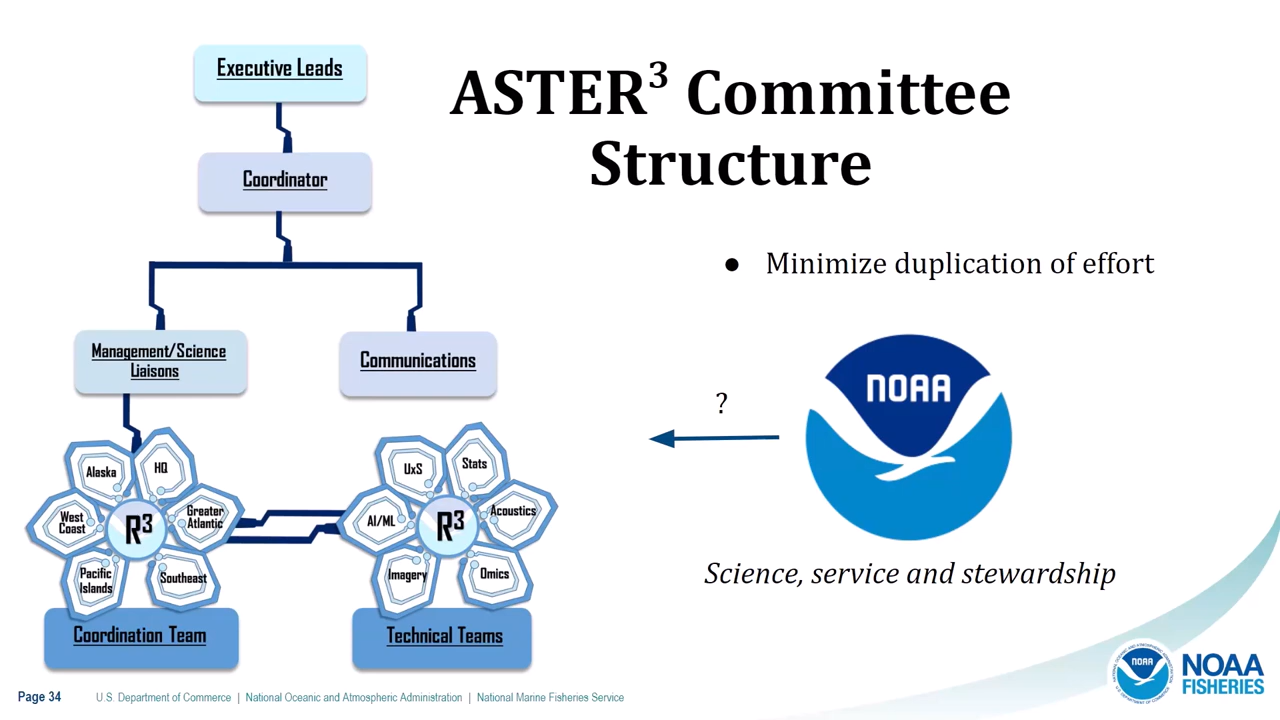 Executive Leads
ASTER³ Committee
Structure
Coordinator
● Minimize duplication of effort
Management/Science
Liaisons
Communications
NOAA
?
Alaska
HQ
West
Coast
R³
Greater
Atlantic
Pacific
Islands
Southeast
Coordination Team
UxS
Stats
AI/ML
R³
Acoustics
Imagery
Omics
Technical Teams
Science, service and stewardship
NOAA
NOAA
FISHERIES
Page 34
U.S. Department of Commerce | National Oceanic and Atmospheric Administration | National Marine Fisheries Service